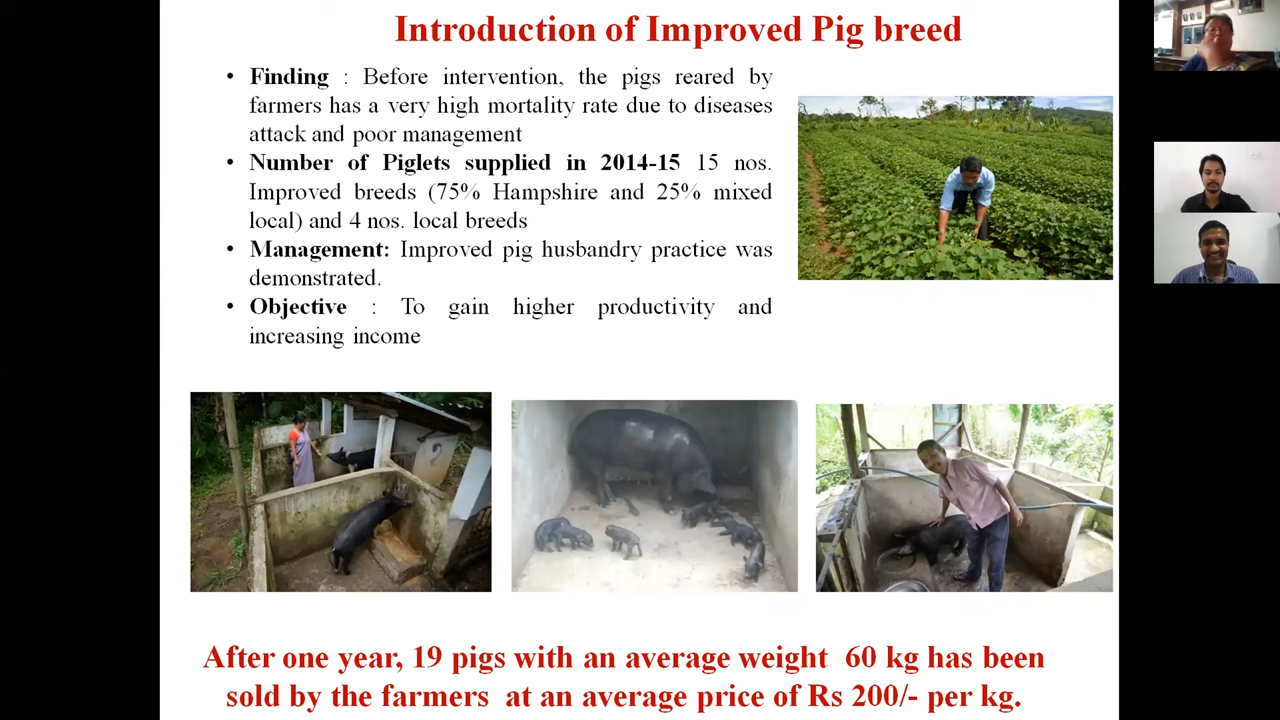 Introduction of Improved Pig breed
• Finding : Before intervention, the pigs reared by
farmers has a very high mortality rate due to diseases
attack and poor management
• Number of Piglets supplied in 2014-15 15 nos.
Improved breeds (75% Hampshire and 25% mixed
local) and 4 nos. local breeds
• Management: Improved pig husbandry practice was
demonstrated.
• Objective : To gain higher productivity and
increasing income
After one year, 19 pigs with an average weight 60 kg has been
sold by the farmers at an average price of Rs 200/- per kg.